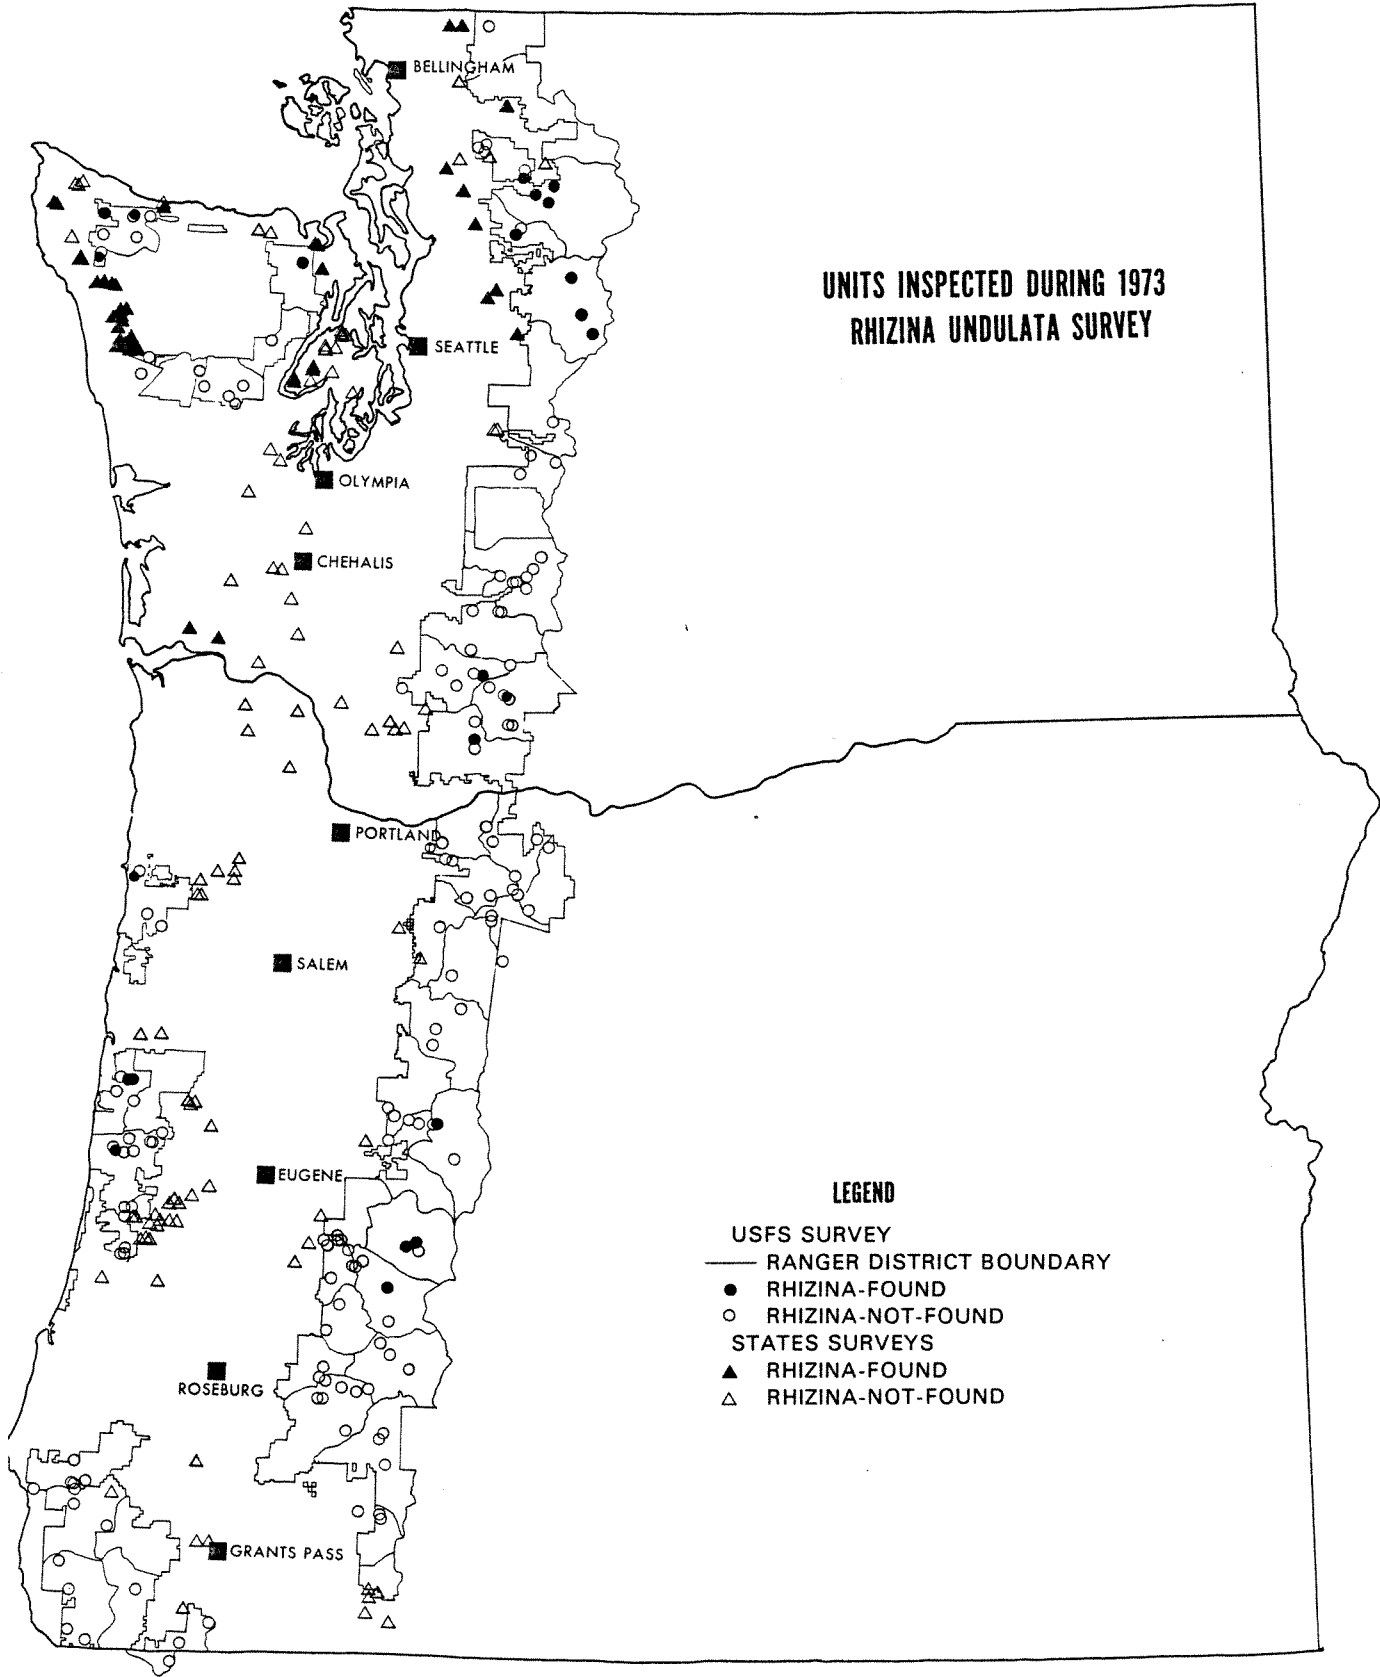 BELLINGHAM
UNITS INSPECTED DURING 1973
RHIZINA UNDULATA SURVEY
SEATTLE
OLYMPIA
CHEHALIS
PORTLAND
SALEM
EUGENE
LEGEND
USFS SURVEY
RANGER DISTRICT BOUNDARY
RHIZINA-FOUND
RHIZINA-NOT-FOUND
STATES SURVEYS
RHIZINA-FOUND
RHIZINA-NOT-FOUND
ROSEBURG
GRANTS PASS